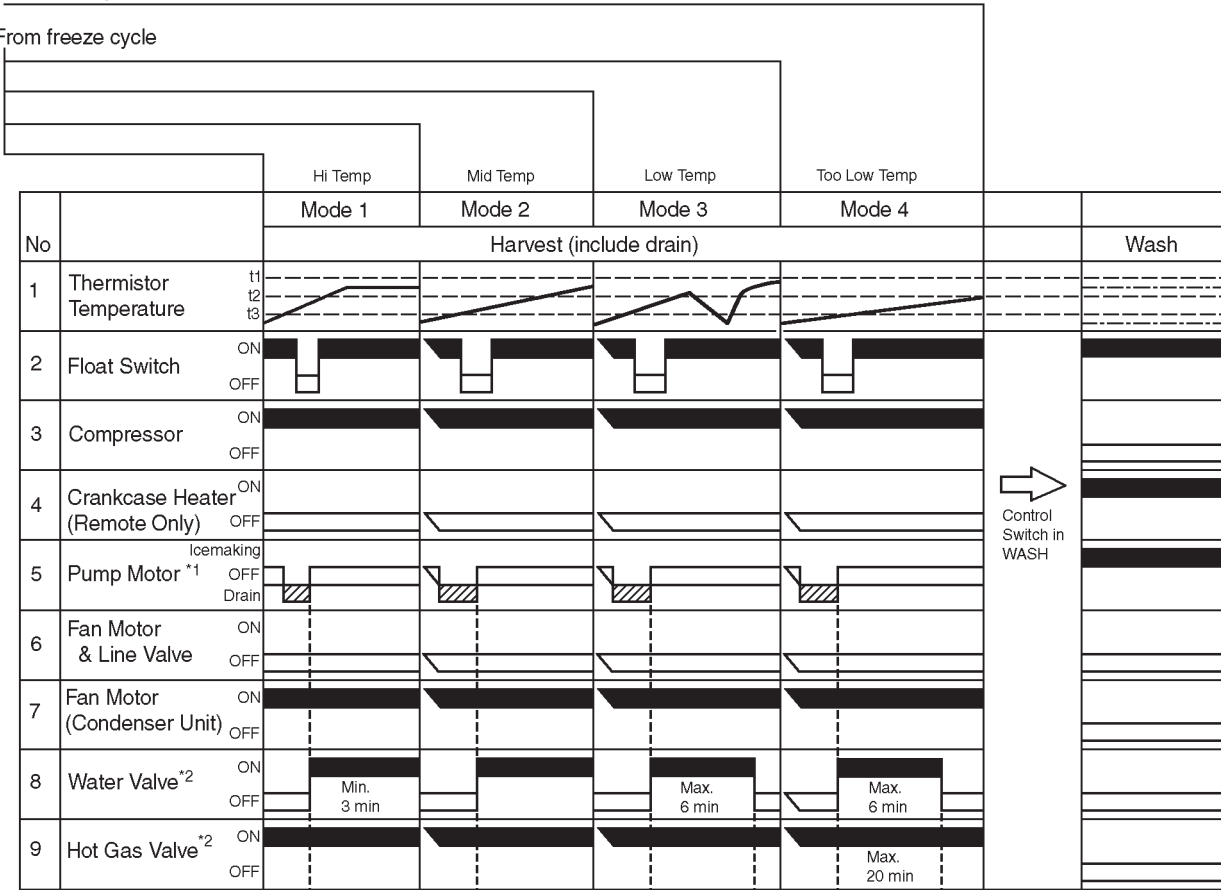 From freeze cycle
Hi Temp Mid Temp Low Temp Too Low Temp
Mode 1 Mode 2 Mode 3 Mode 4
No Harvest (include drain) Wash
1 Thermistor Temperature t1 t2 t3
2 Float Switch ON OFF
3 Compressor ON OFF
4 Crankcase Heater (Remote Only) ON OFF
Control Switch in WASH
5 Pump Motor *1 Icemaking OFF Drain
6 Fan Motor & Line Valve ON OFF
7 Fan Motor (Condenser Unit) ON OFF
8 Water Valve*2 ON OFF
Min. 3 min
Max. 6 min
Max. 6 min
9 Hot Gas Valve*2 ON OFF
Max. 20 min